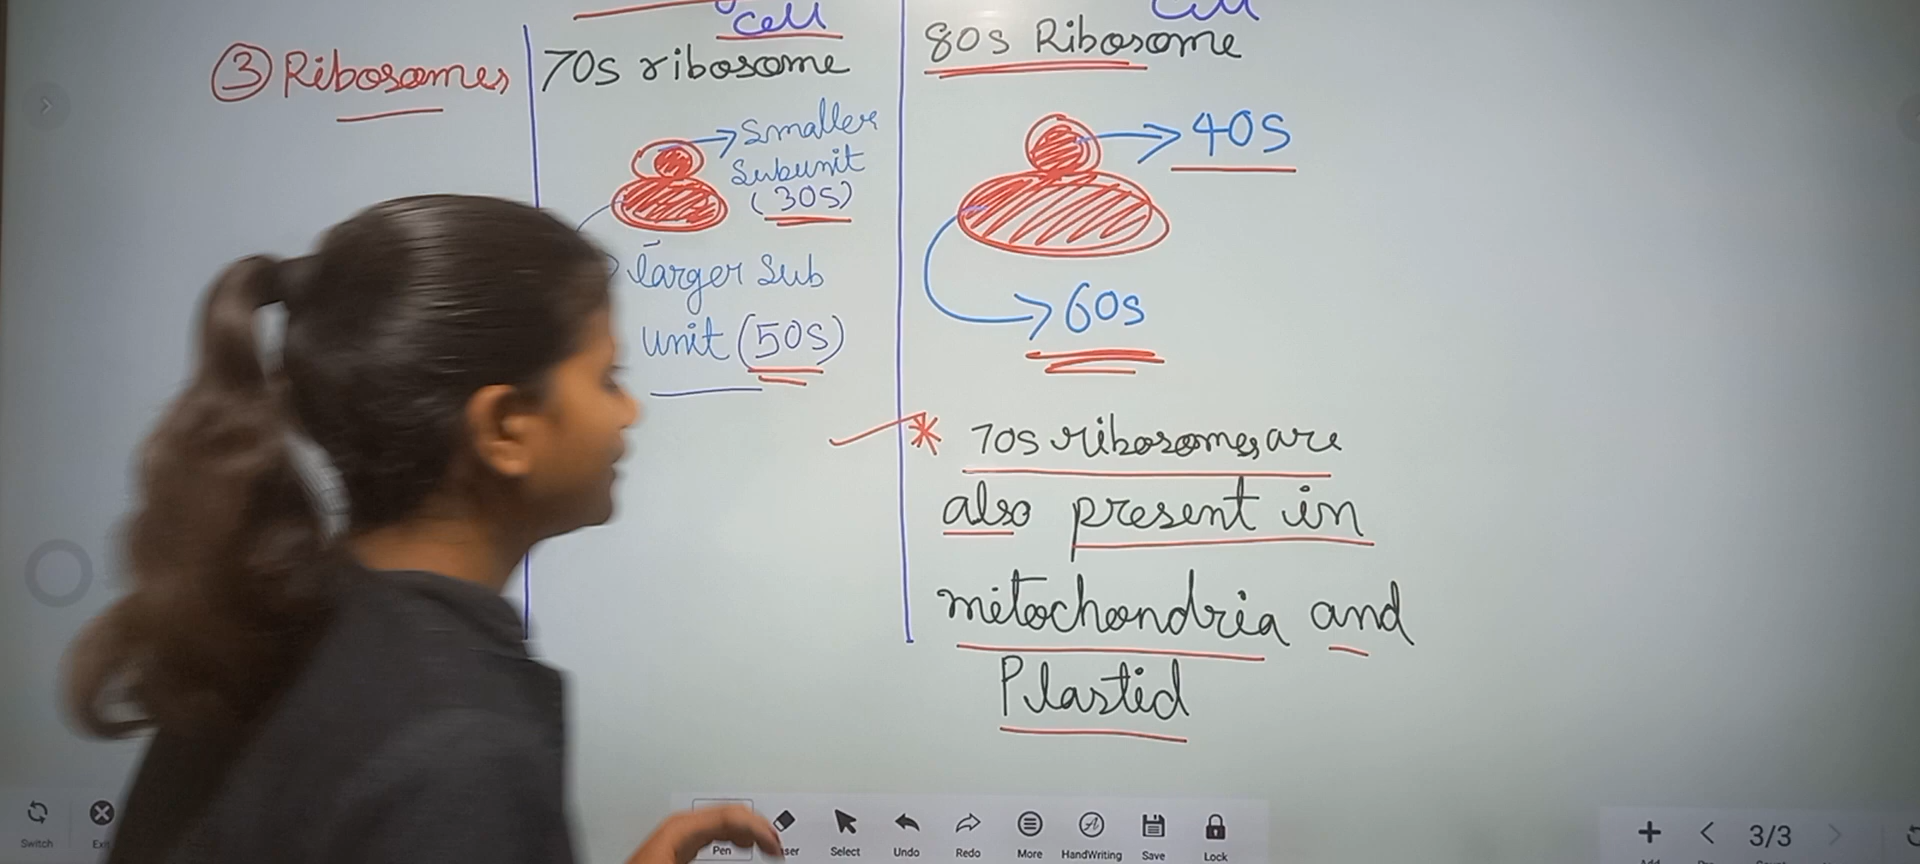 cell
cell
③ Ribosomes
70s ribosome
80s Ribosome
Smaller
Subunit
(30S)
larger Sub
unit (50S)
40S
60s
* 70s ribosomes are
also present in
mitochondria and
Plastid
Switch
Pen
Select
Undo
Redo
More
HandWriting
Save
Lock
3/3